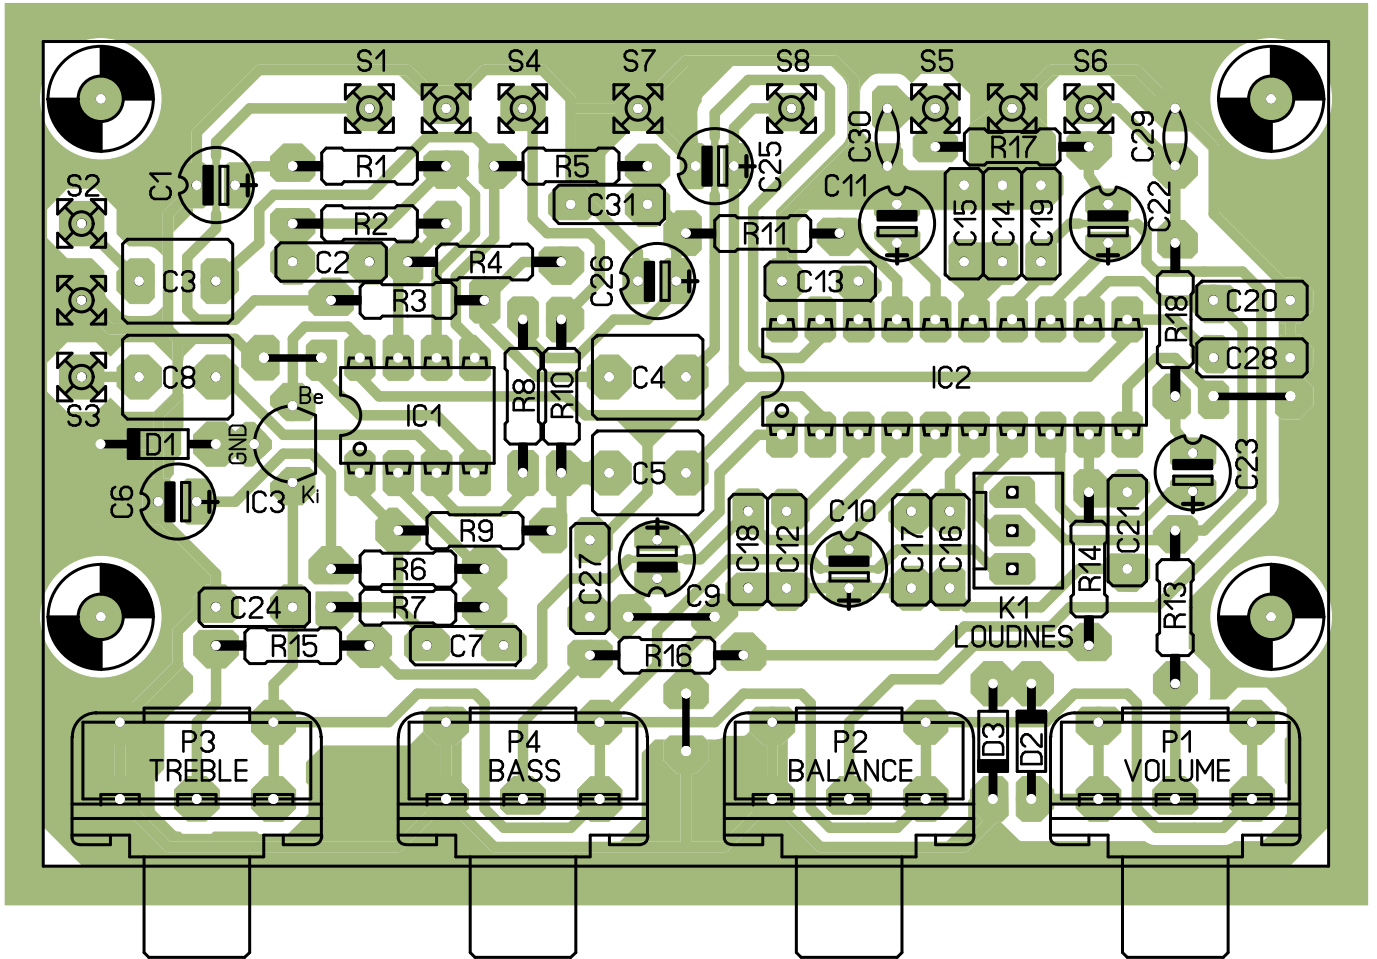 S1
S4
S7
S8
S5
S6
C30
C29
R17
R1
R5
C25
C1
C11
S2
C31
C15
C14
C19
C22
R2
R11
C2
R4
C26
C3
C13
R3
C20
R18
C28
C8
C4
IC2
R8
R10
Be
S3
IC1
D1
GND
C5
C23
C6
IC3
Ki
R9
C10
C18
C12
C17
C16
C21
R14
R6
C27
R7
C24
C9
K1
R13
R15
C7
R16
LOUDNES
P3
TREBLE
P4
BASS
P2
BALANCE
D3
D2
P1
VOLUME
+
+
+
+
+
+
+
+
+